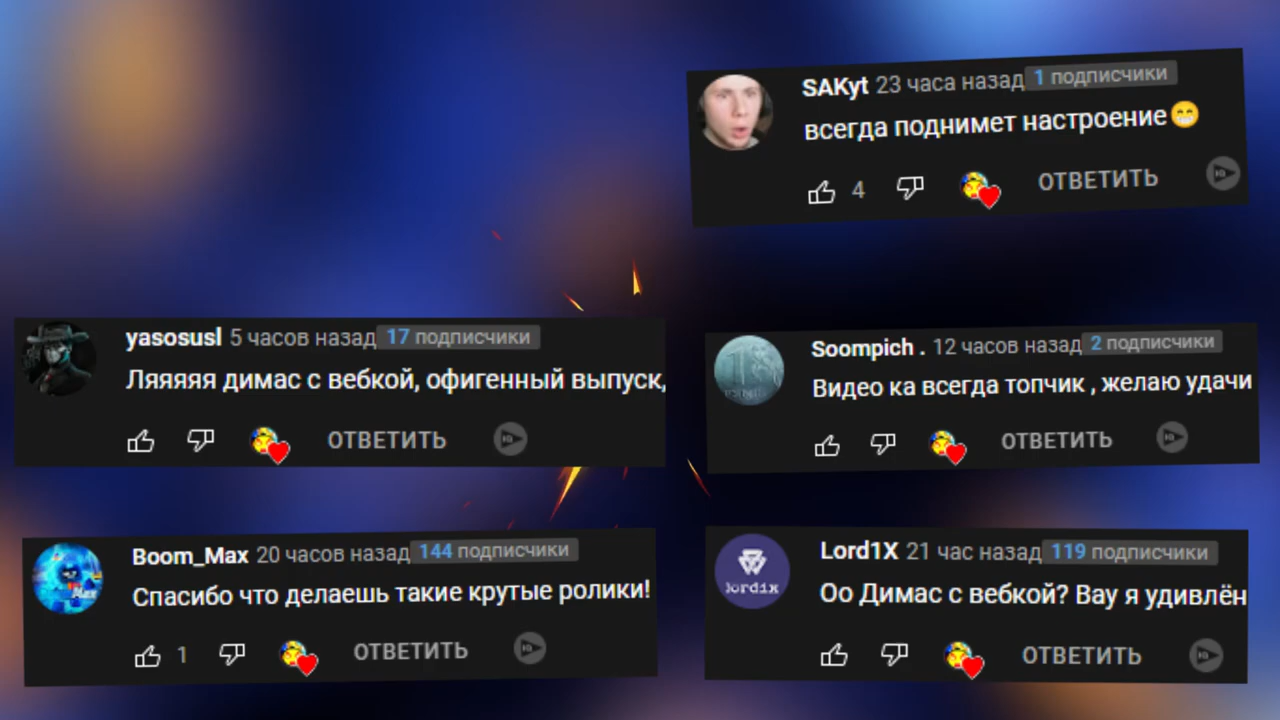 SAKyt 23 часа назад 1 подписчики
всегда поднимет настроение😁
4 ОТВЕТИТЬ
yasosusl 5 часов назад 17 подписчики
Ляяяяя димас с вебкой, офигенный выпуск,
ОТВЕТИТЬ
Soompich . 12 часов назад 2 подписчики
Видео ка всегда топчик , желаю удачи
ОТВЕТИТЬ
Boom_Max 20 часов назад 144 подписчики
Спасибо что делаешь такие крутые ролики!
1 ОТВЕТИТЬ
lordix
Lord1X 21 час назад 119 подписчики
Оо Димас с вебкой? Вау я удивлён
ОТВЕТИТЬ